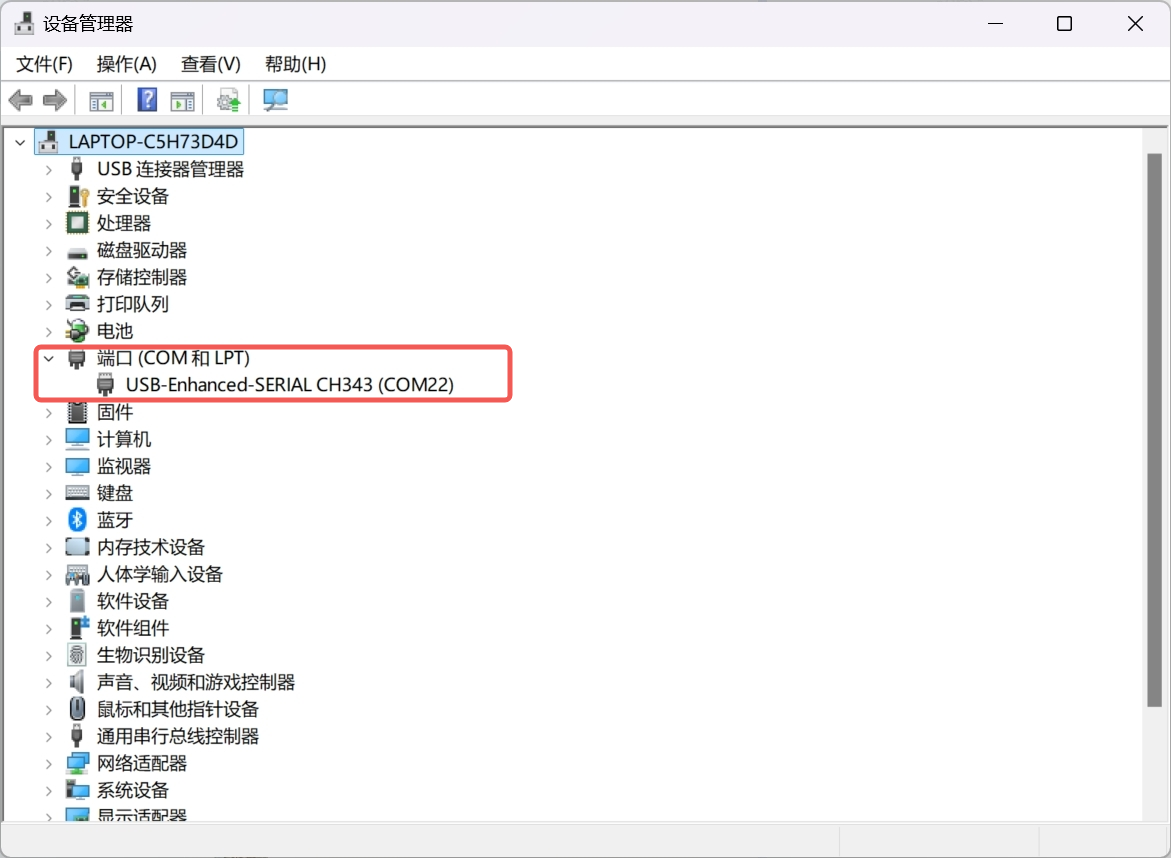 设备管理器
文件(F) 操作(A) 查看(V) 帮助(H)
LAPTOP-C5H73D4D
USB 连接器管理器
安全设备
处理器
磁盘驱动器
存储控制器
打印队列
电池
端口 (COM 和 LPT)
USB-Enhanced-SERIAL CH343 (COM22)
固件
计算机
监视器
键盘
蓝牙
内存技术设备
人体学输入设备
软件设备
软件组件
生物识别设备
声音、视频和游戏控制器
鼠标和其他指针设备
通用串行总线控制器
网络适配器
系统设备
显示适配器